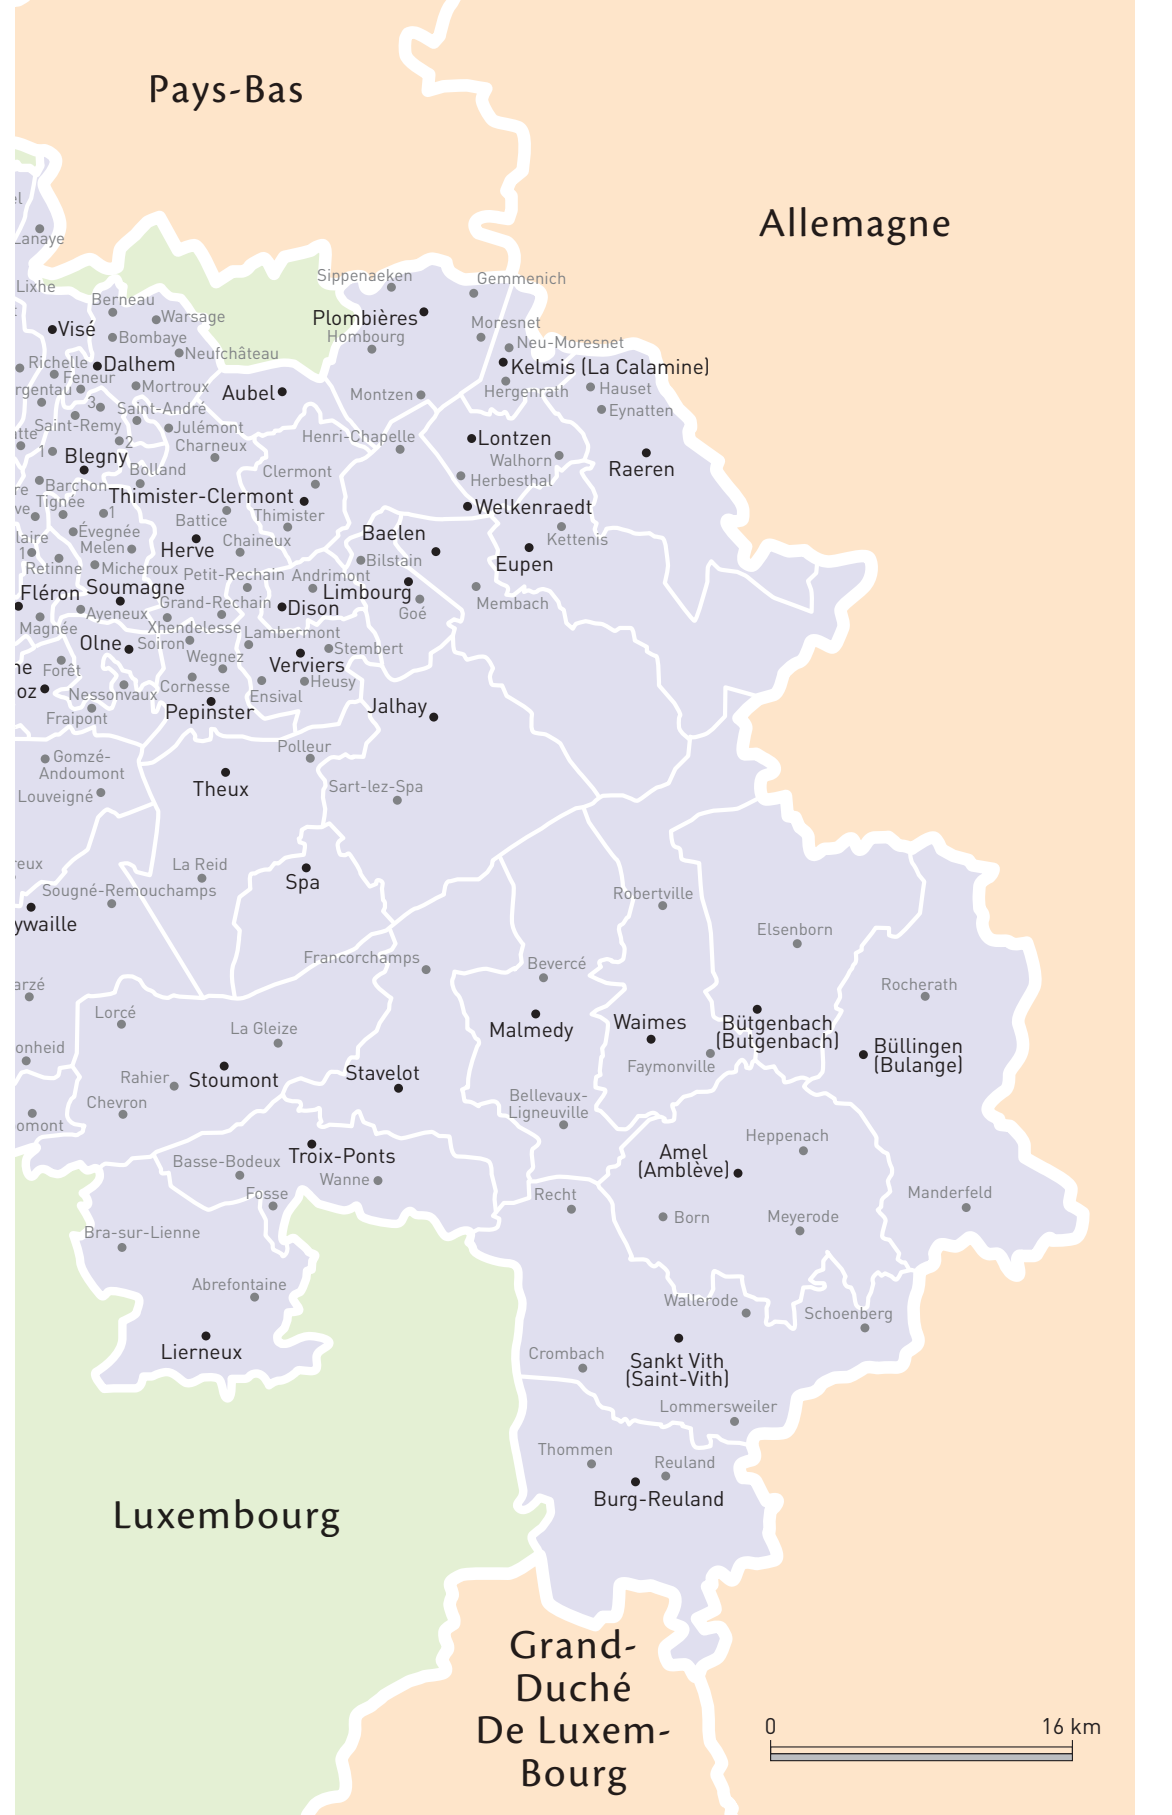 Pays-Bas
Allemagne
Lanaye
Lixhe
Sippenaeken
Gemmenich
Berneau
Warsage
Plombières
Visé
Moresnet
Bombaye
Hombourg
Neu-Moresnet
Neufchâteau
Richelle
Dalhem
Kelmis (La Calamine)
Feneur
Mortroux
Aubel
Montzen
Hergenrath
Hauset
3
Saint-André
Eynatten
Saint-Remy
Julémont
2
Charneux
Henri-Chapelle
Lontzen
1
Blegny
Walhorn
Raeren
Bolland
Clermont
Herbesthal
Barchon
Thimister-Clermont
Tignée
1
Battice
Thimister
Welkenraedt
Évegnée
Baelen
Kettenis
Melen
Herve
Chaineux
Eupen
1
Retinne
Micheroux
Petit-Rechain
Andrimont
Bilstain
Fléron
Soumagne
Limbourg
Ayeneux
Grand-Rechain
Dison
Goé
Membach
Magnée
Xhendelesse
Lambermont
Olne
Soiron
Stembert
Wegnez
Verviers
Forêt
Cornesse
Heusy
Nessonvaux
Ensival
Fraipont
Pepinster
Jalhay
Polleur
Gomzé-
Andoumont
Theux
Louveigné
Sart-lez-Spa
La Reid
Spa
Sougné-Remouchamps
Robertville
ywaille
Elsenborn
Francorchamps
Bevercé
Rocherath
Lorcé
La Gleize
Malmedy
Waimes
Bütgenbach
(Butgenbach)
Büllingen
(Bulange)
Faymonville
Rahier
Stoumont
Stavelot
Chevron
Bellevaux-
Ligneuville
Heppenach
Troix-Ponts
Basse-Bodeux
Wanne
Amel
(Amblève)
Fosse
Recht
Manderfeld
Bra-sur-Lienne
Born
Meyerode
Abrefontaine
Wallerode
Schoenberg
Lierneux
Crombach
Sankt Vith
(Saint-Vith)
Lommersweiler
Thommen
Reuland
Burg-Reuland
Luxembourg
Grand-
Duché
De Luxem-
Bourg
0
16 km